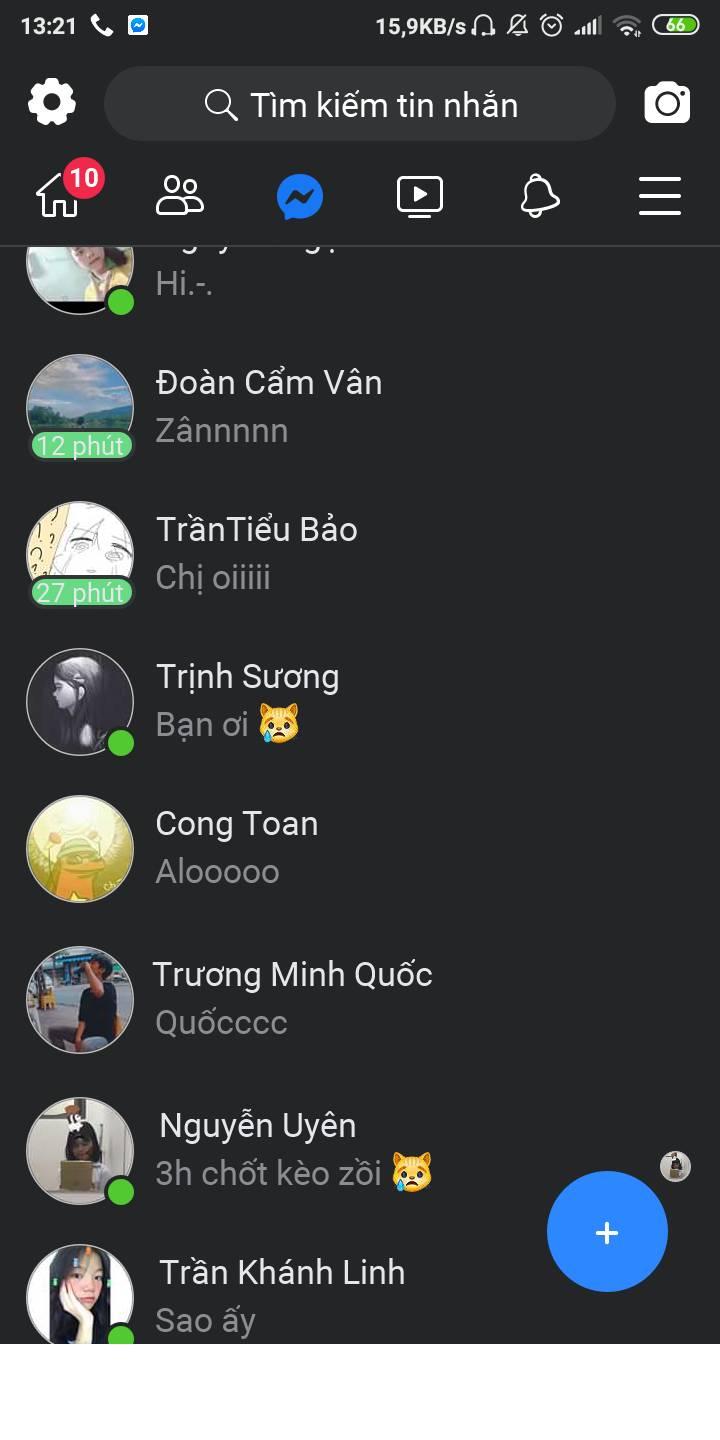 13:21
15,9KB/s
66
Tìm kiếm tin nhắn
10
Hi.-.
Đoàn Cẩm Vân
Zânnnnn
12 phút
TrầnTiểu Bảo
Chị oiiiii
27 phút
Trịnh Sương
Bạn ơi 😿
Cong Toan
Alooooo
Trương Minh Quốc
Quốcccc
Nguyễn Uyên
3h chốt kèo zồi 😿
Trần Khánh Linh
Sao ấy